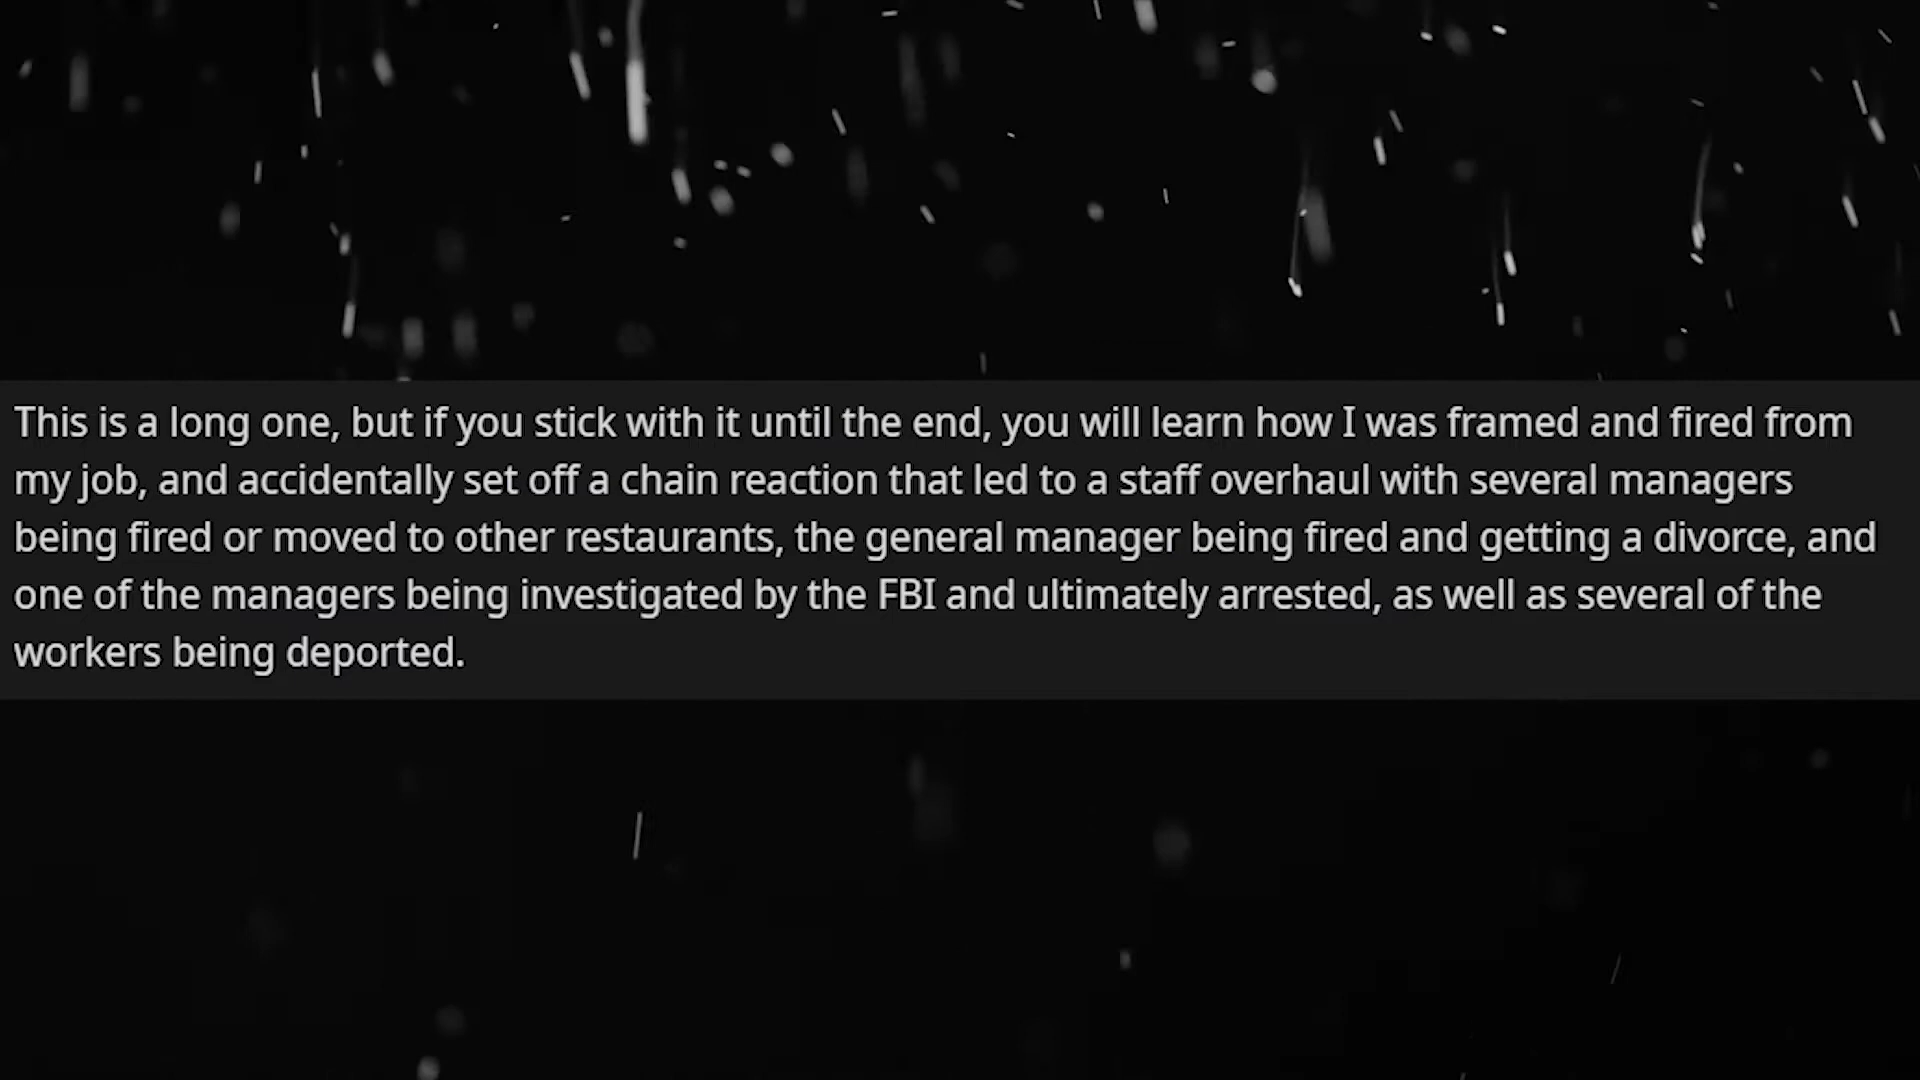 This is a long one, but if you stick with it until the end, you will learn how I was framed and fired from
my job, and accidentally set off a chain reaction that led to a staff overhaul with several managers
being fired or moved to other restaurants, the general manager being fired and getting a divorce, and
one of the managers being investigated by the FBI and ultimately arrested, as well as several of the
workers being deported.